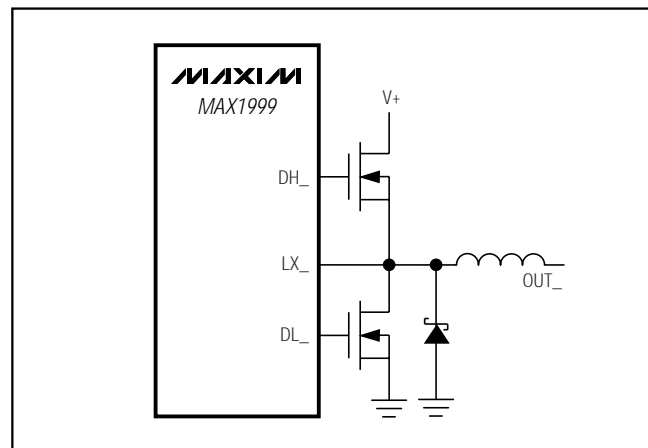 MAXIM
MAX1999
V+
DH_
LX_
OUT_
DL_